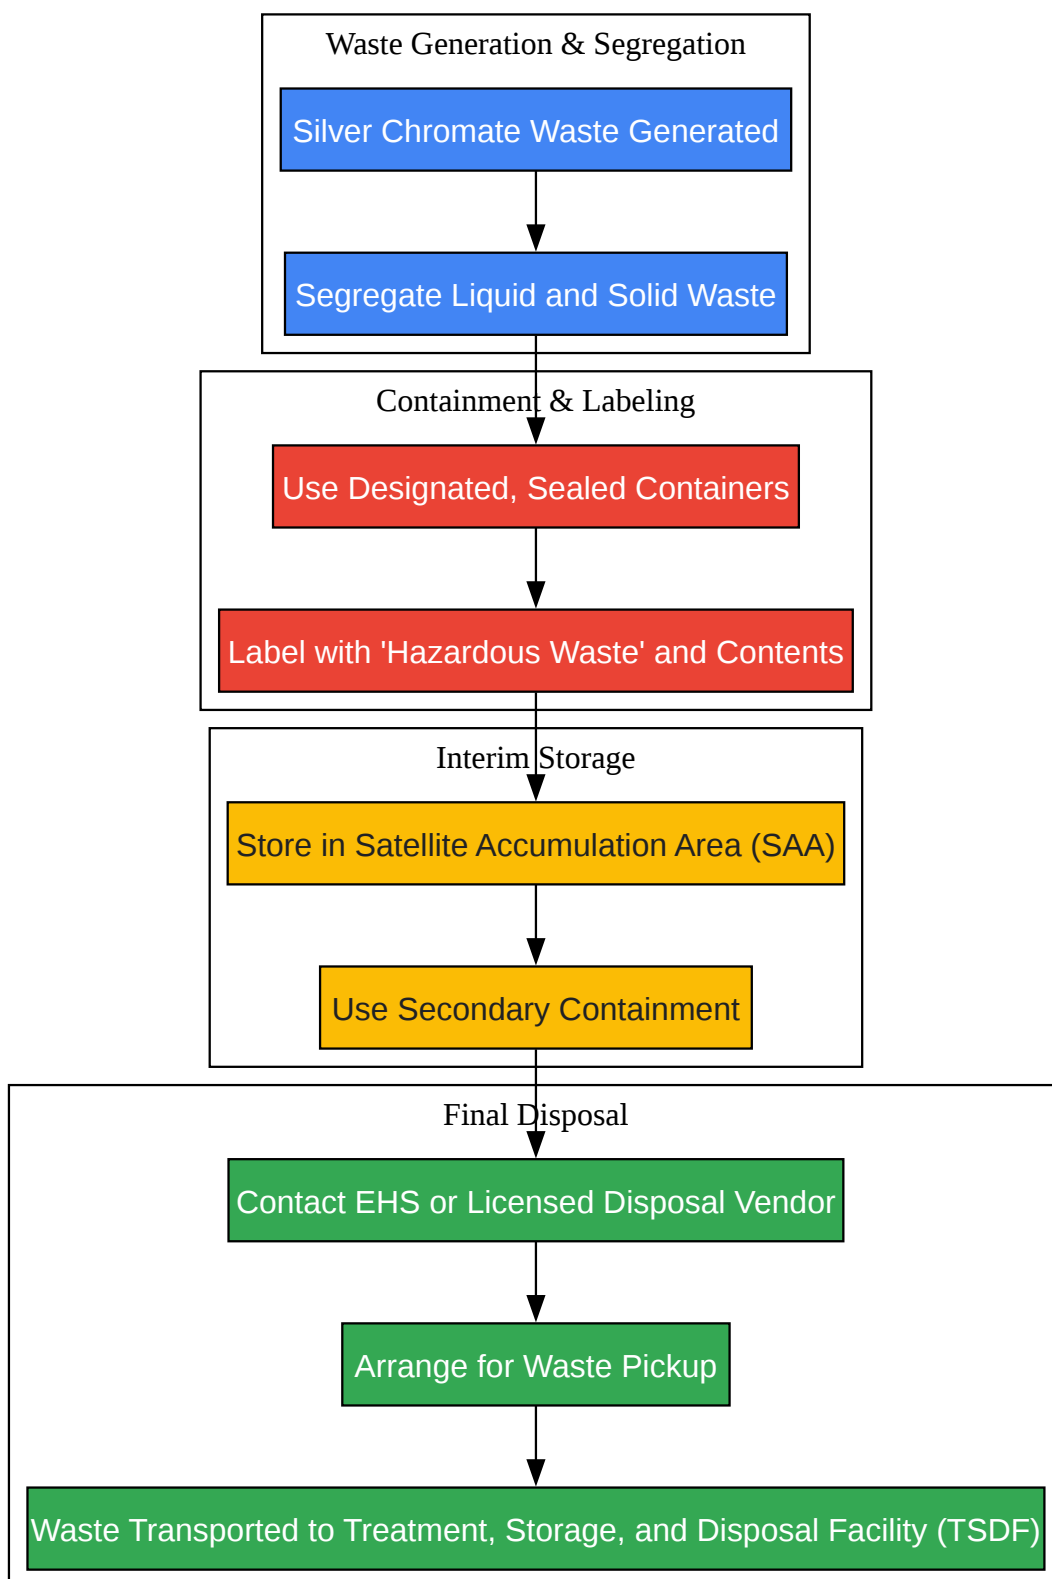 Waste Generation & Segregation
Silver Chromate Waste Generated
Segregate Liquid and Solid Waste
Containment & Labeling
Use Designated, Sealed Containers
Label with 'Hazardous Waste' and Contents
Interim Storage
Store in Satellite Accumulation Area (SAA)
Use Secondary Containment
Final Disposal
Contact EHS or Licensed Disposal Vendor
Arrange for Waste Pickup
Waste Transported to Treatment, Storage, and Disposal Facility (TSDF)